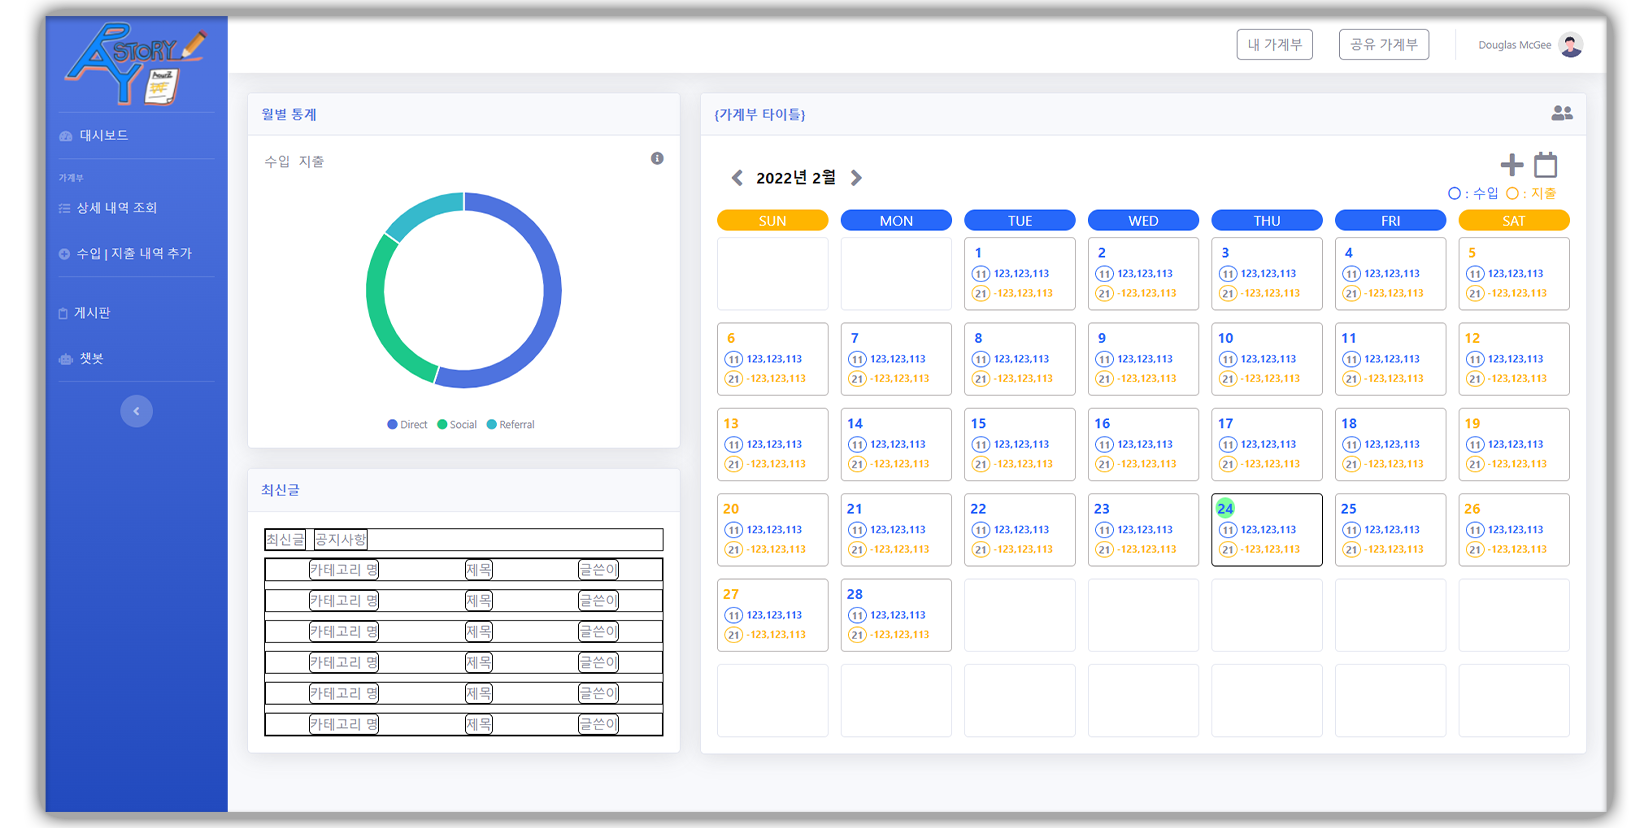 PAY STORY
대시보드
가계부
상세 내역 조회
수입 | 지출 내역 추가
게시판
챗봇
내 가계부 공유 가계부 Douglas McGee
월별 통계
수입 지출
Direct Social Referral
최신글
최신글 공지사항
카테고리 명 제목 글쓴이
카테고리 명 제목 글쓴이
카테고리 명 제목 글쓴이
카테고리 명 제목 글쓴이
카테고리 명 제목 글쓴이
카테고리 명 제목 글쓴이
{가계부 타이틀}
2022년 2월
: 수입 : 지출
SUN MON TUE WED THU FRI SAT
1 2 3 4 5
11 123,123,113 11 123,123,113 11 123,123,113 11 123,123,113 11 123,123,113
21 -123,123,113 21 -123,123,113 21 -123,123,113 21 -123,123,113 21 -123,123,113
6 7 8 9 10 11 12
11 123,123,113 11 123,123,113 11 123,123,113 11 123,123,113 11 123,123,113 11 123,123,113 11 123,123,113
21 -123,123,113 21 -123,123,113 21 -123,123,113 21 -123,123,113 21 -123,123,113 21 -123,123,113 21 -123,123,113
13 14 15 16 17 18 19
11 123,123,113 11 123,123,113 11 123,123,113 11 123,123,113 11 123,123,113 11 123,123,113 11 123,123,113
21 -123,123,113 21 -123,123,113 21 -123,123,113 21 -123,123,113 21 -123,123,113 21 -123,123,113 21 -123,123,113
20 21 22 23 24 25 26
11 123,123,113 11 123,123,113 11 123,123,113 11 123,123,113 11 123,123,113 11 123,123,113 11 123,123,113
21 -123,123,113 21 -123,123,113 21 -123,123,113 21 -123,123,113 21 -123,123,113 21 -123,123,113 21 -123,123,113
27 28
11 123,123,113 11 123,123,113
21 -123,123,113 21 -123,123,113